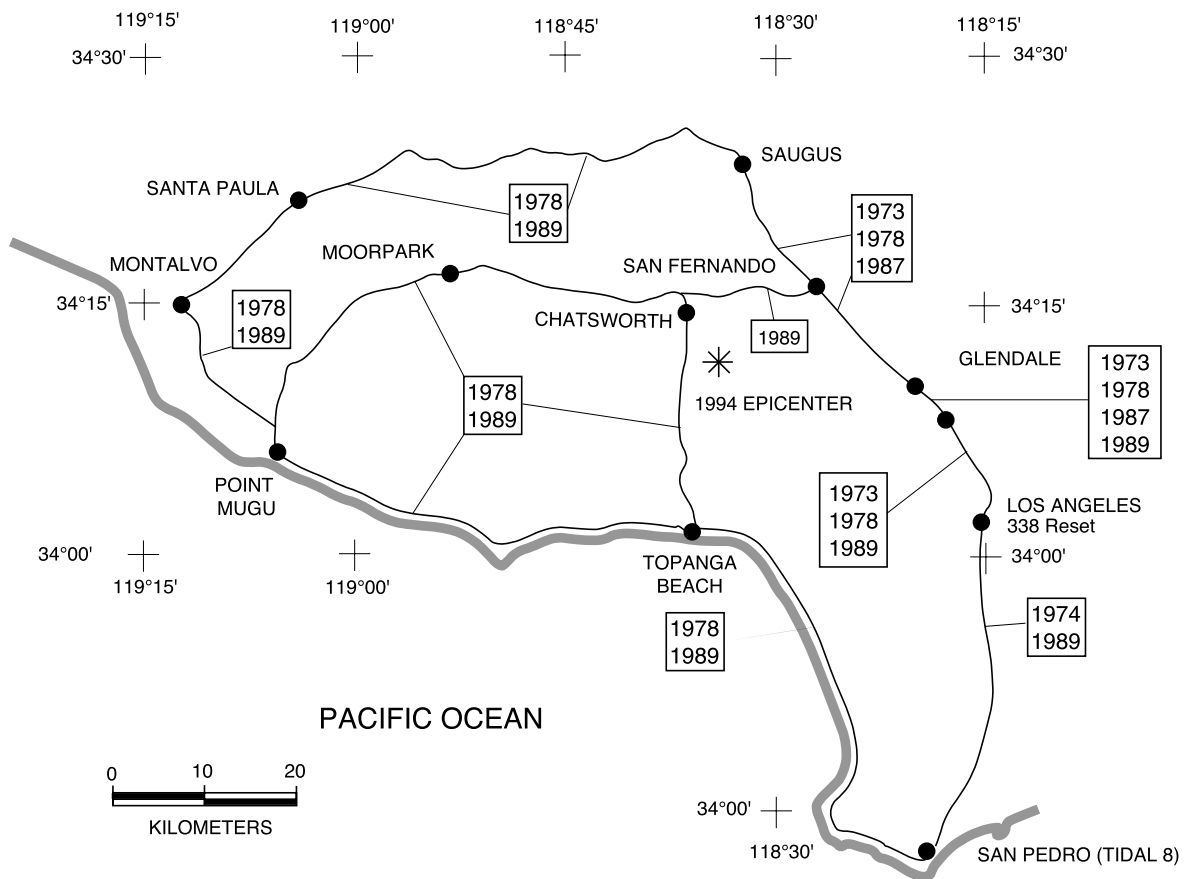 119°15'
119°00'
118°45'
118°30'
118°15'
34°30'
34°30'
SAUGUS
SANTA PAULA
1978
1989
1973
1978
1987
MOORPARK
MONTALVO
SAN FERNANDO
34°15'
1978
1989
34°15'
CHATSWORTH
1989
GLENDALE
1973
1978
1987
1989
1978
1989
1994 EPICENTER
POINT
MUGU
1973
1978
1989
LOS ANGELES
338 Reset
34°00'
34°00'
119°15'
119°00'
TOPANGA
BEACH
1978
1989
1974
1989
PACIFIC OCEAN
0 10 20
KILOMETERS
34°00'
118°30'
SAN PEDRO (TIDAL 8)